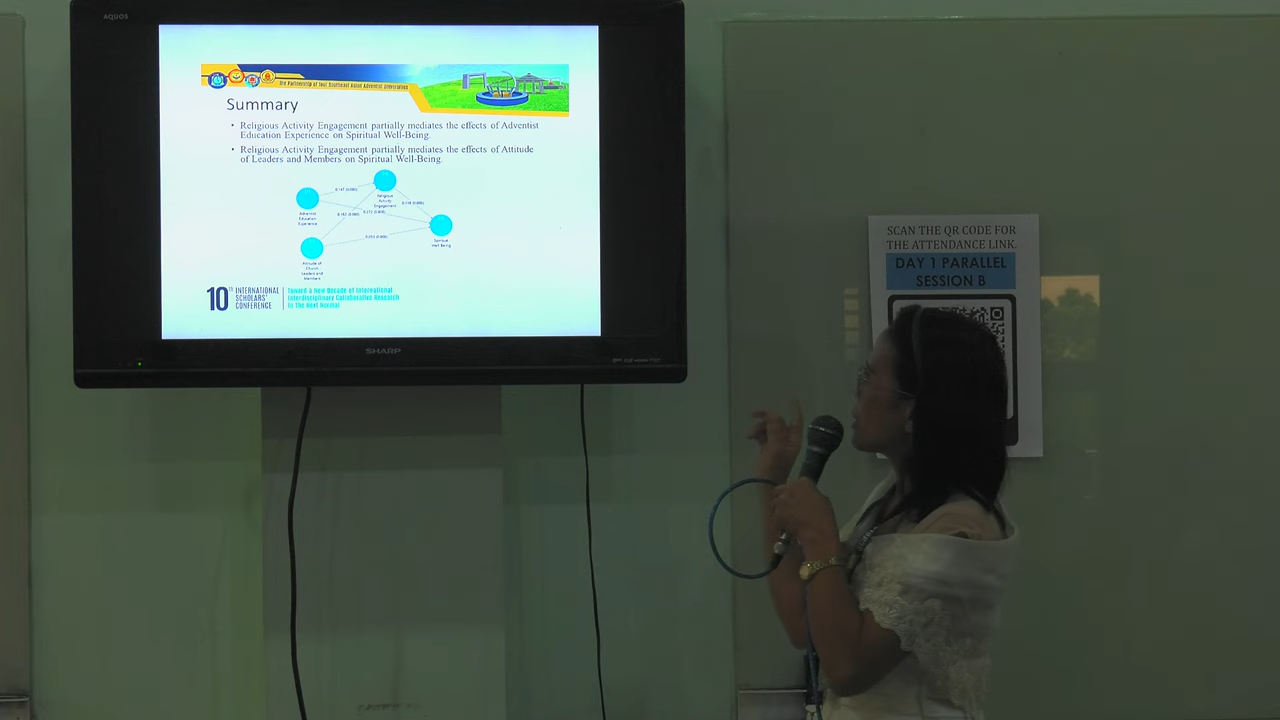 AQUOS
The Partnership of Four Southeast Asian Adventist Universities
Summary
• Religious Activity Engagement partially mediates the effects of Adventist
Education Experience on Spiritual Well-Being.
• Religious Activity Engagement partially mediates the effects of Attitude
of Leaders and Members on Spiritual Well-Being.
Religious
Activity
Engagement
Adventist
Education
Experience
Spiritual
Well Being
Attitude of
Church
Leaders and
Members
10th INTERNATIONAL
SCHOLARS'
CONFERENCE
Toward a New Decade of International
Interdisciplinary Collaborative Research
in the Next Normal
SHARP
SCAN THE QR CODE FOR
THE ATTENDANCE LINK.
DAY 1 PARALLEL
SESSION B